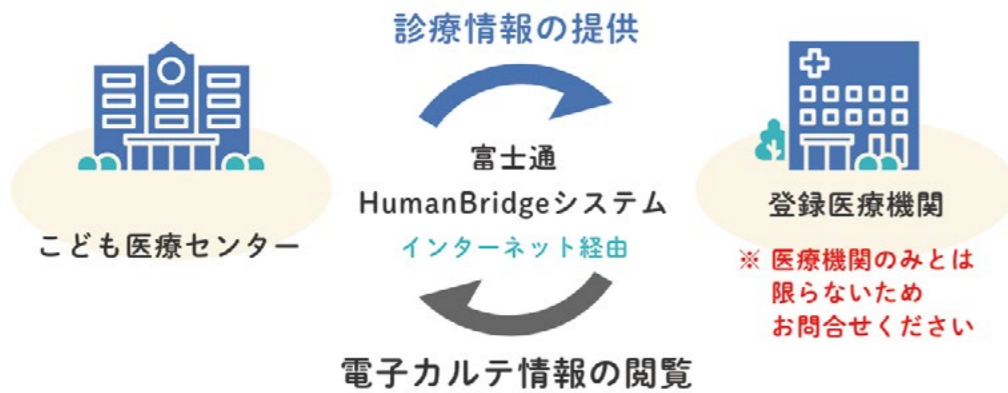 診療情報の提供
富士通
HumanBridgeシステム
インターネット経由
こども医療センター
登録医療機関
※ 医療機関のみとは
限らないため
お問合せください
電子カルテ情報の閲覧